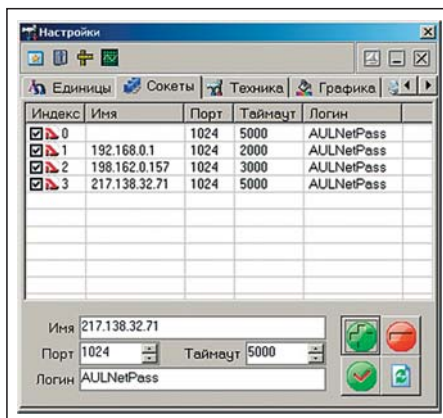 Настройки
Единицы Сокеты Техника Графика
Индекс Имя Порт Таймаут Логин
0 1024 5000 AULNetPass
1 192.168.0.1 1024 2000 AULNetPass
2 198.162.0.157 1024 3000 AULNetPass
3 217.138.32.71 1024 5000 AULNetPass
Имя 217.138.32.71
Порт 1024 Таймаут 5000
Логин AULNetPass